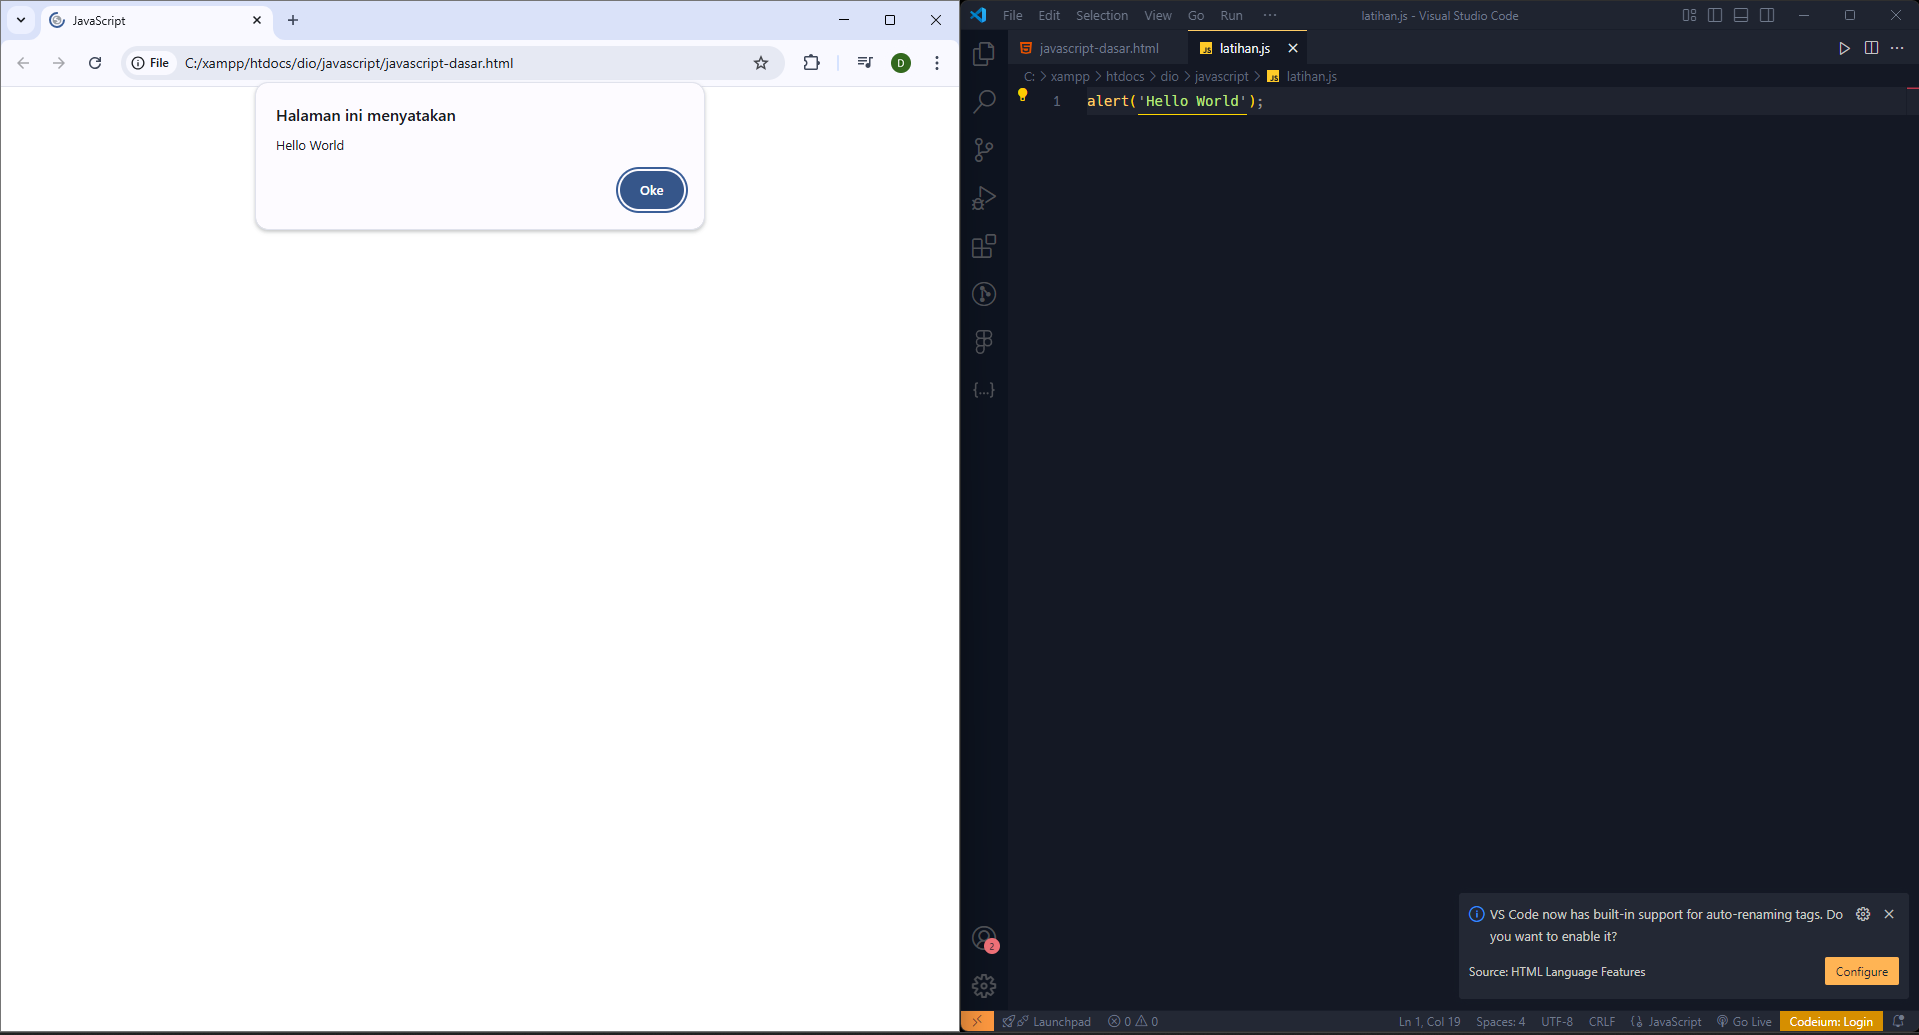 JavaScript
File
C:/xampp/htdocs/dio/javascript/javascript-dasar.html
D
Halaman ini menyatakan
Hello World
Oke
File Edit Selection View Go Run ···
latihan.js - Visual Studio Code
javascript-dasar.html
JS latihan.js
C: > xampp > htdocs > dio > javascript > JS latihan.js
1 alert('Hello World');
{...}
2
VS Code now has built-in support for auto-renaming tags. Do
you want to enable it?
Source: HTML Language Features
Configure
Launchpad 0 0 Ln 1, Col 19 Spaces: 4 UTF-8 CRLF JavaScript Go Live Codeium: Login